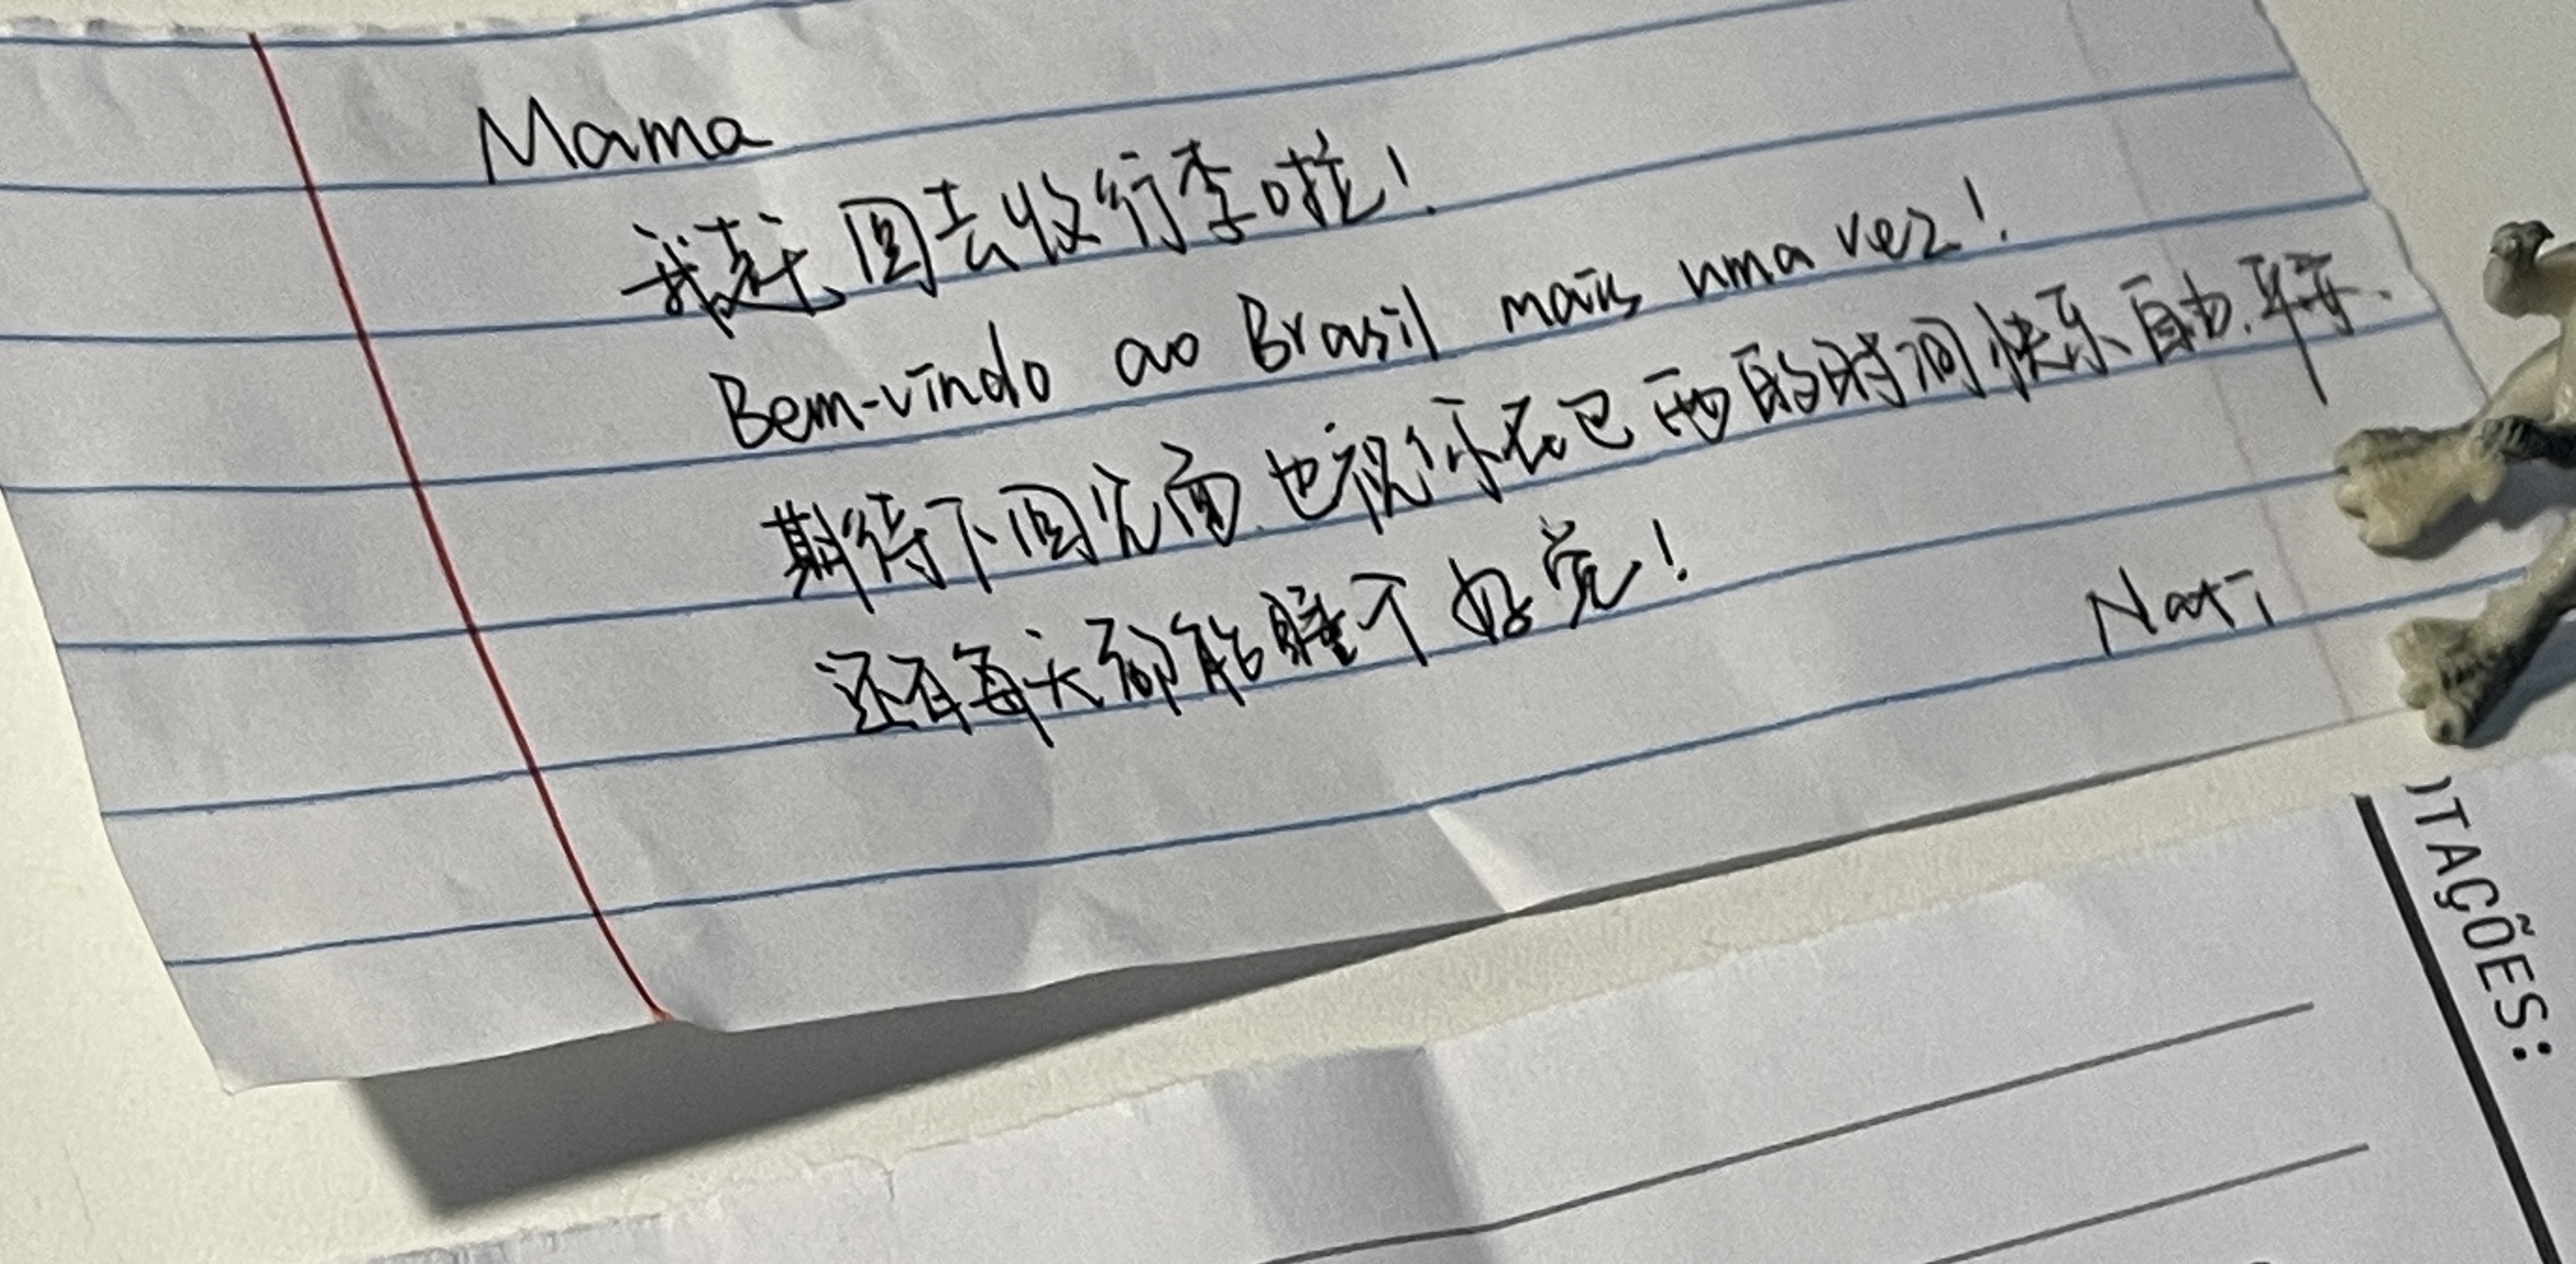 Mama
我走回去收行李啦！
Bem-vindo ao Brasil mais uma vez！
期待下回见面，也祝你在巴西的时间快乐、自由、平安.
还有每天都能睡个好觉！
Nati
OTAÇÕES: